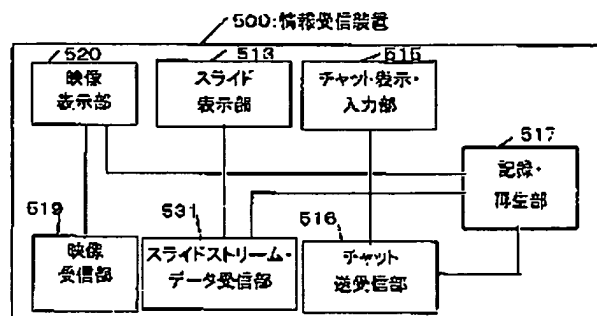 500:情報受信装置
520
513
515
映像
表示部
スライド
表示部
チャット表示・
入力部
517
記録・
再生部
519
531
516
映像
受信部
スライドストリーム・
データ受信部
チャット
送受信部